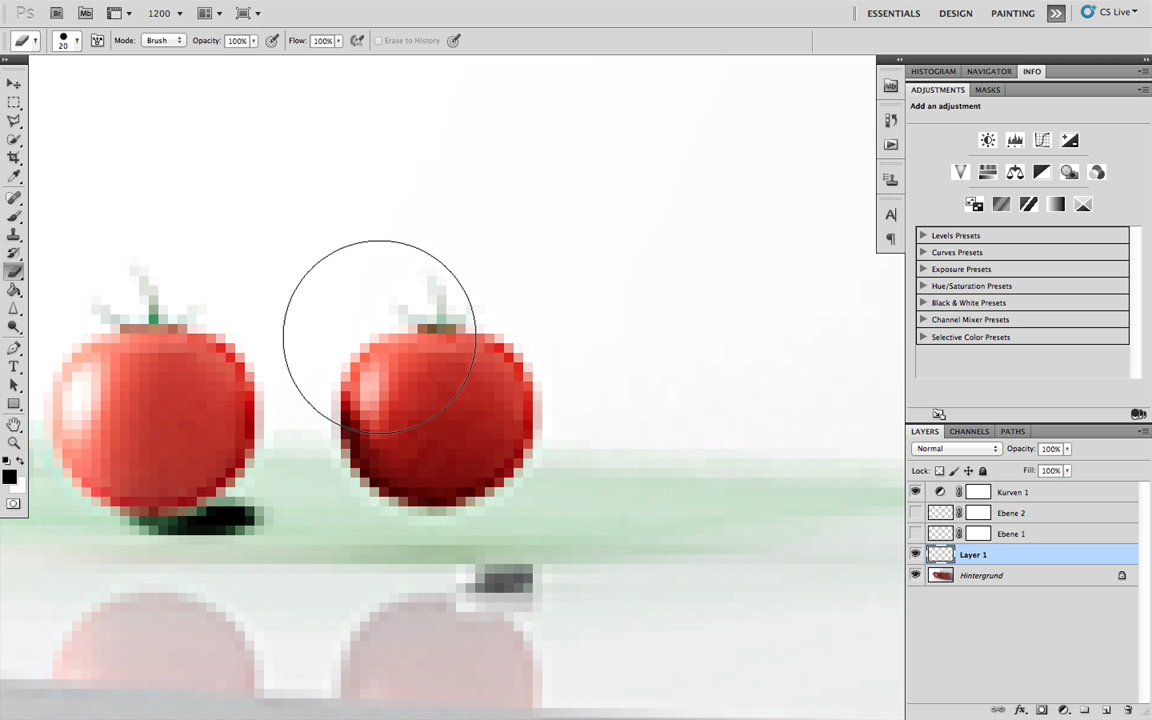 Ps Br Mb 1200 ESSENTIALS DESIGN PAINTING CS Live
20 Mode: Brush Opacity: 100% Flow: 100% Erase to History
HISTOGRAM NAVIGATOR INFO
ADJUSTMENTS MASKS
Add an adjustment
Levels Presets
Curves Presets
Exposure Presets
Hue/Saturation Presets
Black & White Presets
Channel Mixer Presets
Selective Color Presets
LAYERS CHANNELS PATHS
Normal Opacity: 100%
Lock: Fill: 100%
Kurven 1
Ebene 2
Ebene 1
Layer 1
Hintergrund